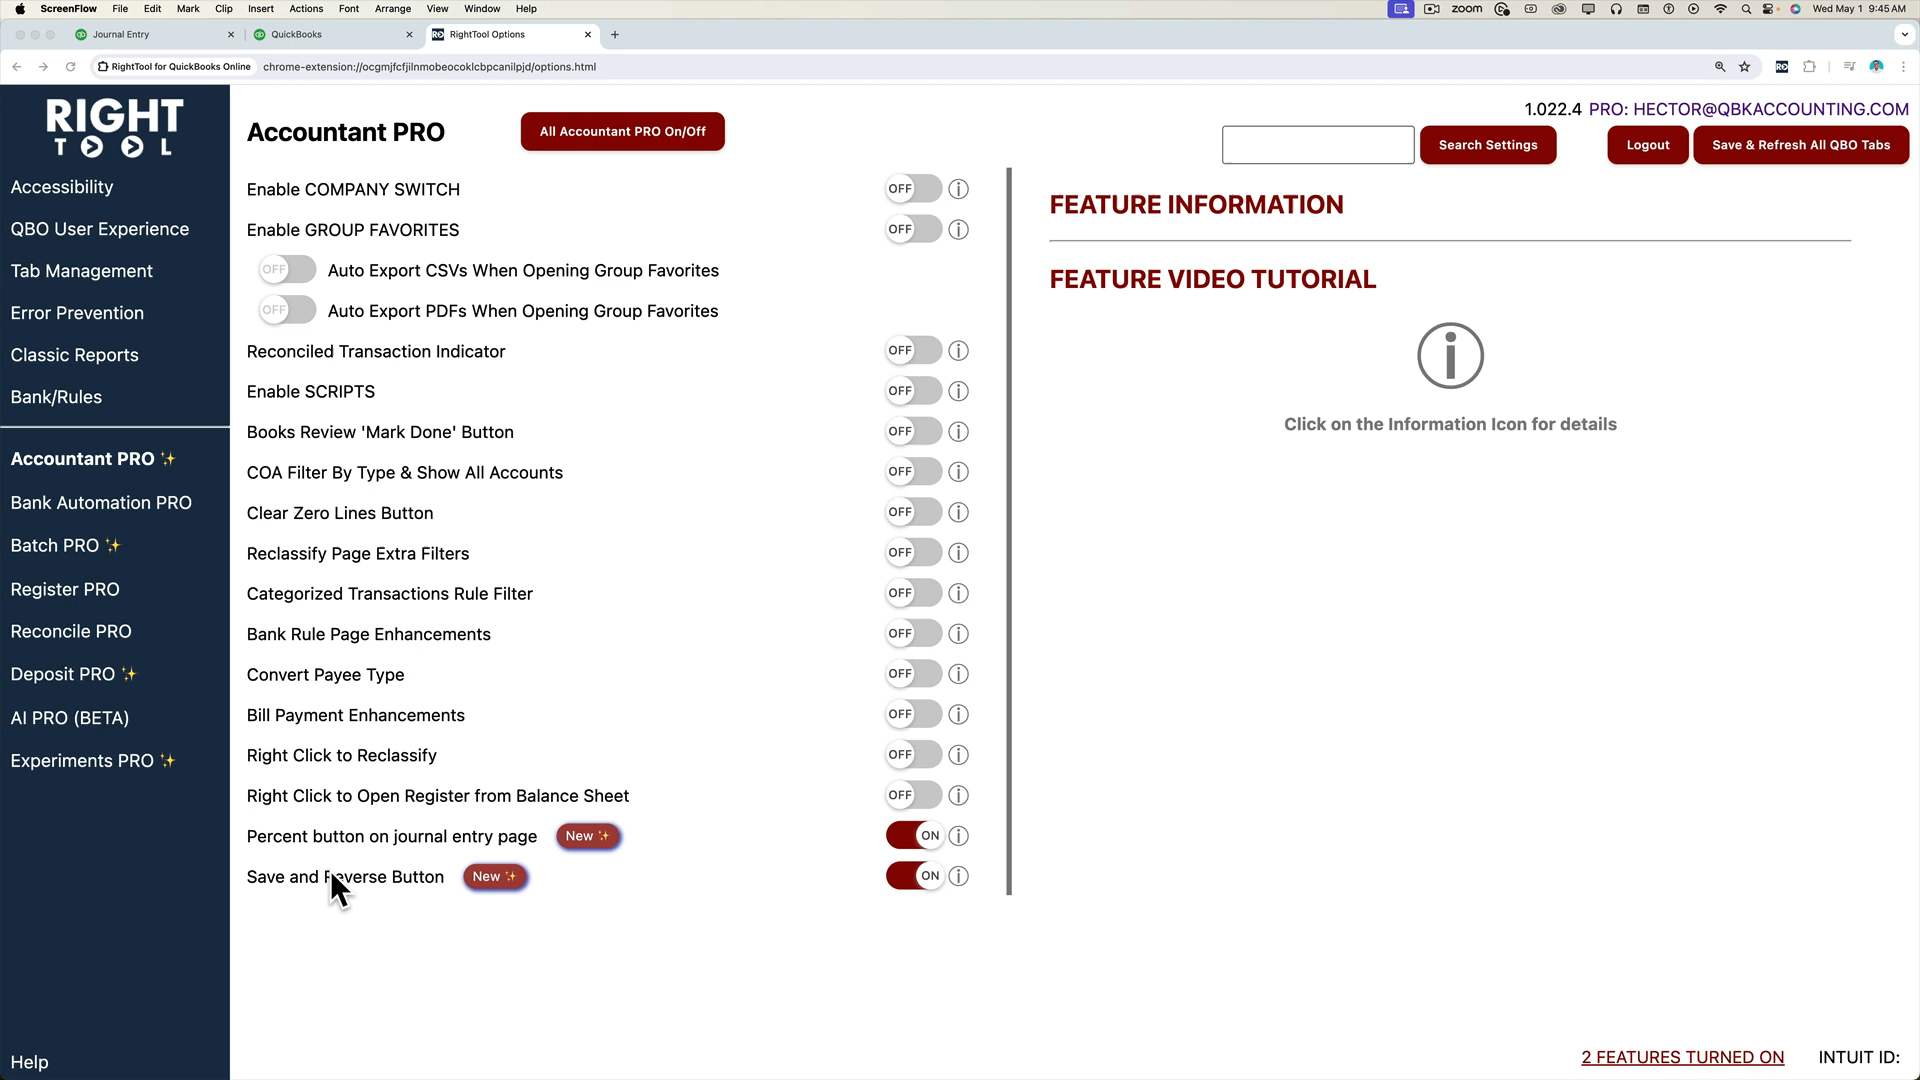 ScreenFlow File Edit Mark Clip Insert Actions Font Arrange View Window Help zoom Wed May 1 9:45 AM
Journal Entry QuickBooks RightTool Options
RightTool for QuickBooks Online chrome-extension://ocgmjfcfjilnmobeocoklcbpcanilpjd/options.html
RIGHT
TOOL
Accessibility
QBO User Experience
Tab Management
Error Prevention
Classic Reports
Bank/Rules
Accountant PRO ✨
Bank Automation PRO
Batch PRO ✨
Register PRO
Reconcile PRO
Deposit PRO ✨
AI PRO (BETA)
Experiments PRO ✨
Help
Accountant PRO
All Accountant PRO On/Off
1.022.4 PRO: HECTOR@QBKACCOUNTING.COM
Search Settings
Logout
Save & Refresh All QBO Tabs
Enable COMPANY SWITCH OFF
Enable GROUP FAVORITES OFF
OFF Auto Export CSVs When Opening Group Favorites
OFF Auto Export PDFs When Opening Group Favorites
Reconciled Transaction Indicator OFF
Enable SCRIPTS OFF
Books Review 'Mark Done' Button OFF
COA Filter By Type & Show All Accounts OFF
Clear Zero Lines Button OFF
Reclassify Page Extra Filters OFF
Categorized Transactions Rule Filter OFF
Bank Rule Page Enhancements OFF
Convert Payee Type OFF
Bill Payment Enhancements OFF
Right Click to Reclassify OFF
Right Click to Open Register from Balance Sheet OFF
Percent button on journal entry page New ✨ ON
Save and Reverse Button New ✨ ON
FEATURE INFORMATION
FEATURE VIDEO TUTORIAL
Click on the Information Icon for details
2 FEATURES TURNED ON
INTUIT ID: